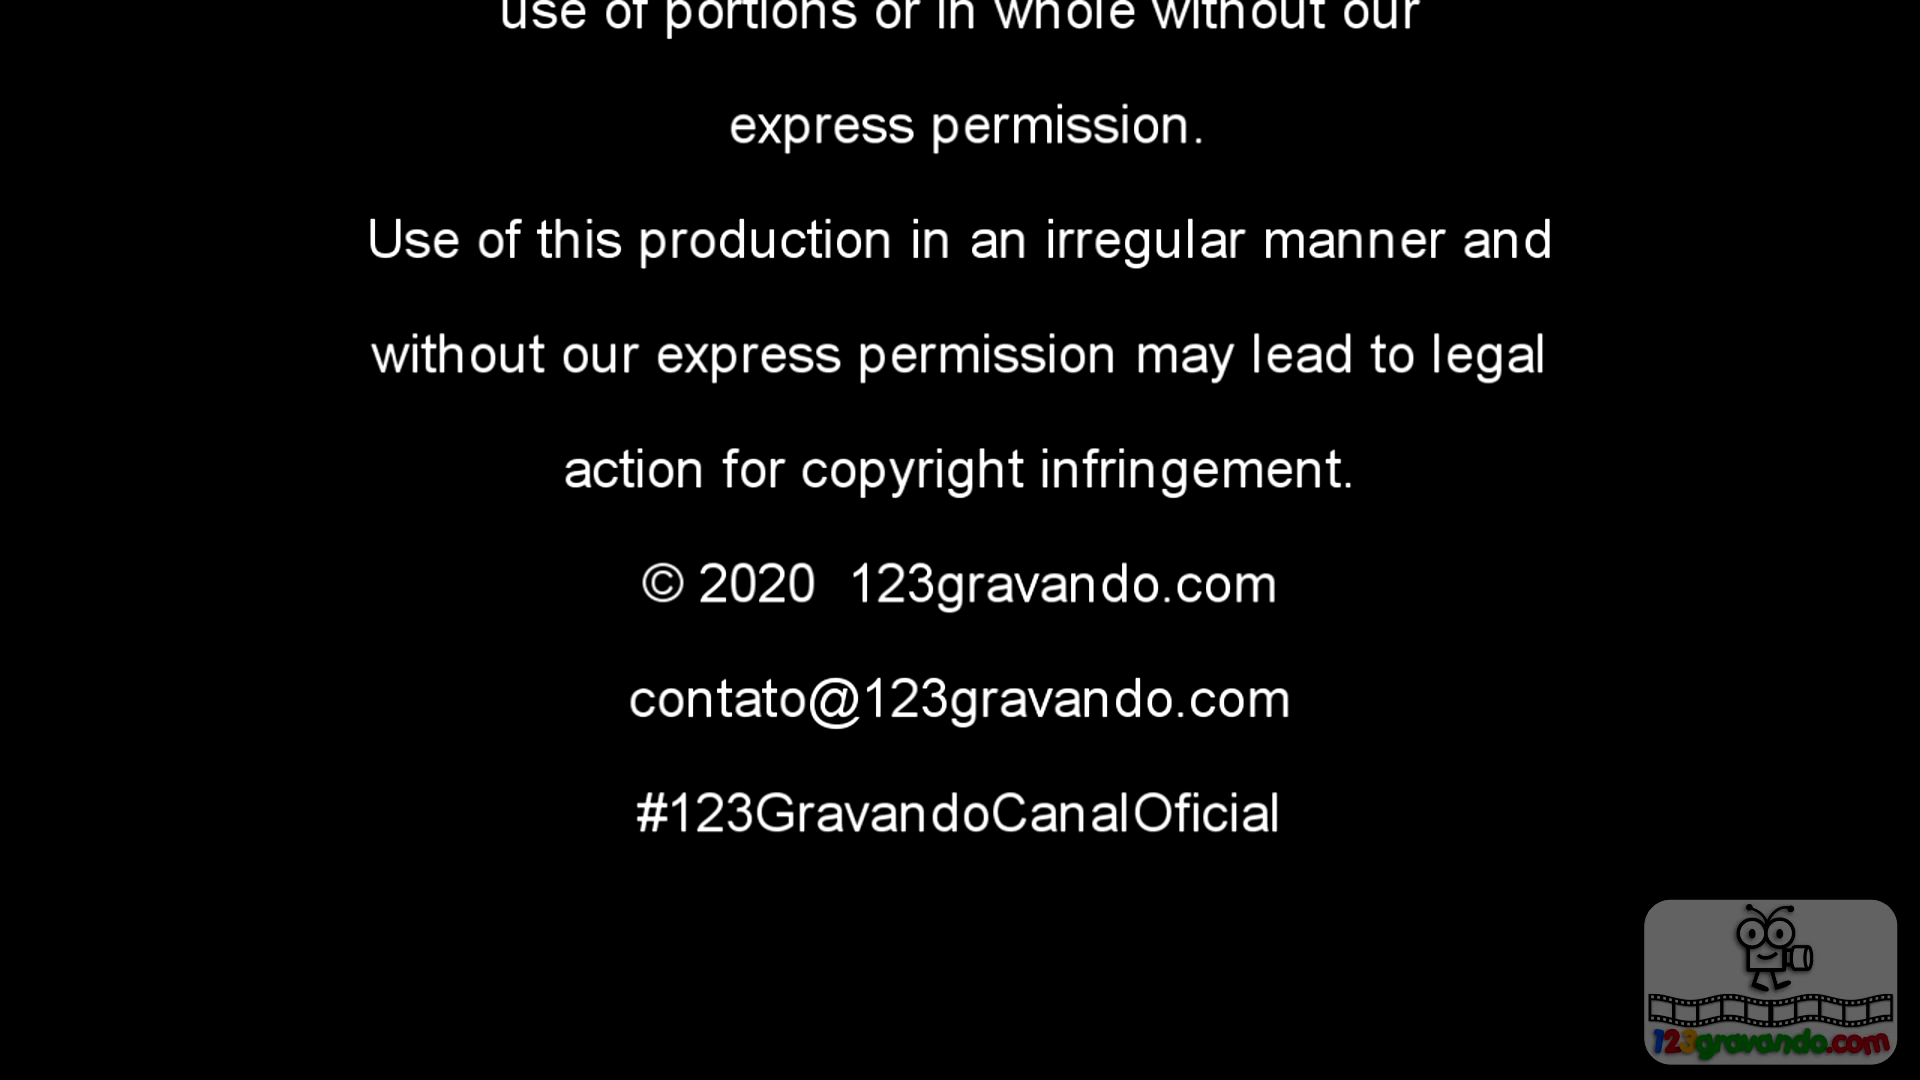 use of portions or in whole without our
express permission.
Use of this production in an irregular manner and
without our express permission may lead to legal
action for copyright infringement.
© 2020  123gravando.com
contato@123gravando.com
#123GravandoCanalOficial
123gravando.com